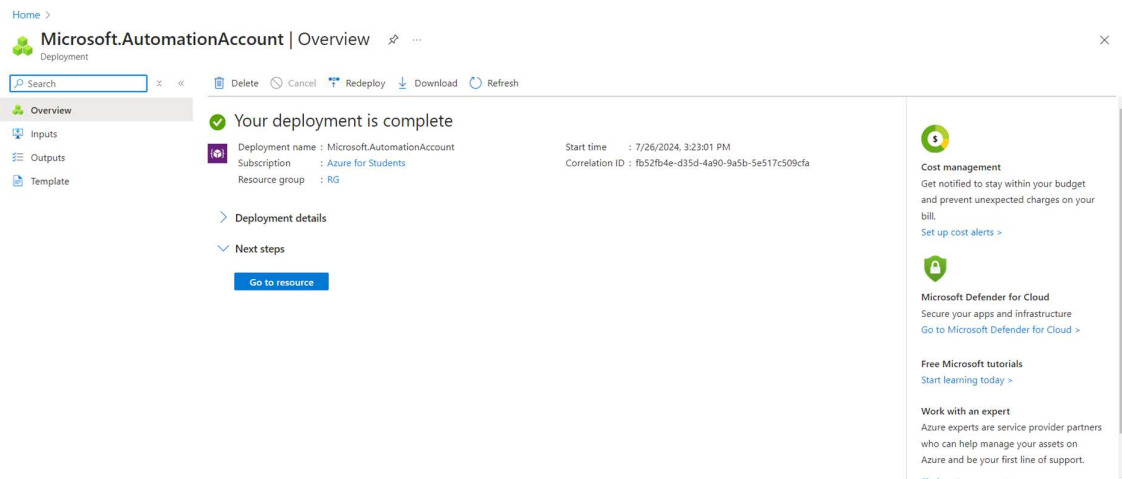 Home >
Microsoft.AutomationAccount | Overview ...
Deployment
Search
Delete Cancel Redeploy Download Refresh
Overview
Inputs
Outputs
Template
Your deployment is complete
Deployment name : Microsoft.AutomationAccount
Subscription : Azure for Students
Resource group : RG
Start time : 7/26/2024, 3:23:01 PM
Correlation ID : fb52fb4e-d35d-4a90-9a5b-5e517c509cfa
Deployment details
Next steps
Go to resource
Cost management
Get notified to stay within your budget
and prevent unexpected charges on your
bill.
Set up cost alerts >
Microsoft Defender for Cloud
Secure your apps and infrastructure
Go to Microsoft Defender for Cloud >
Free Microsoft tutorials
Start learning today >
Work with an expert
Azure experts are service provider partners
who can help manage your assets on
Azure and be your first line of support.